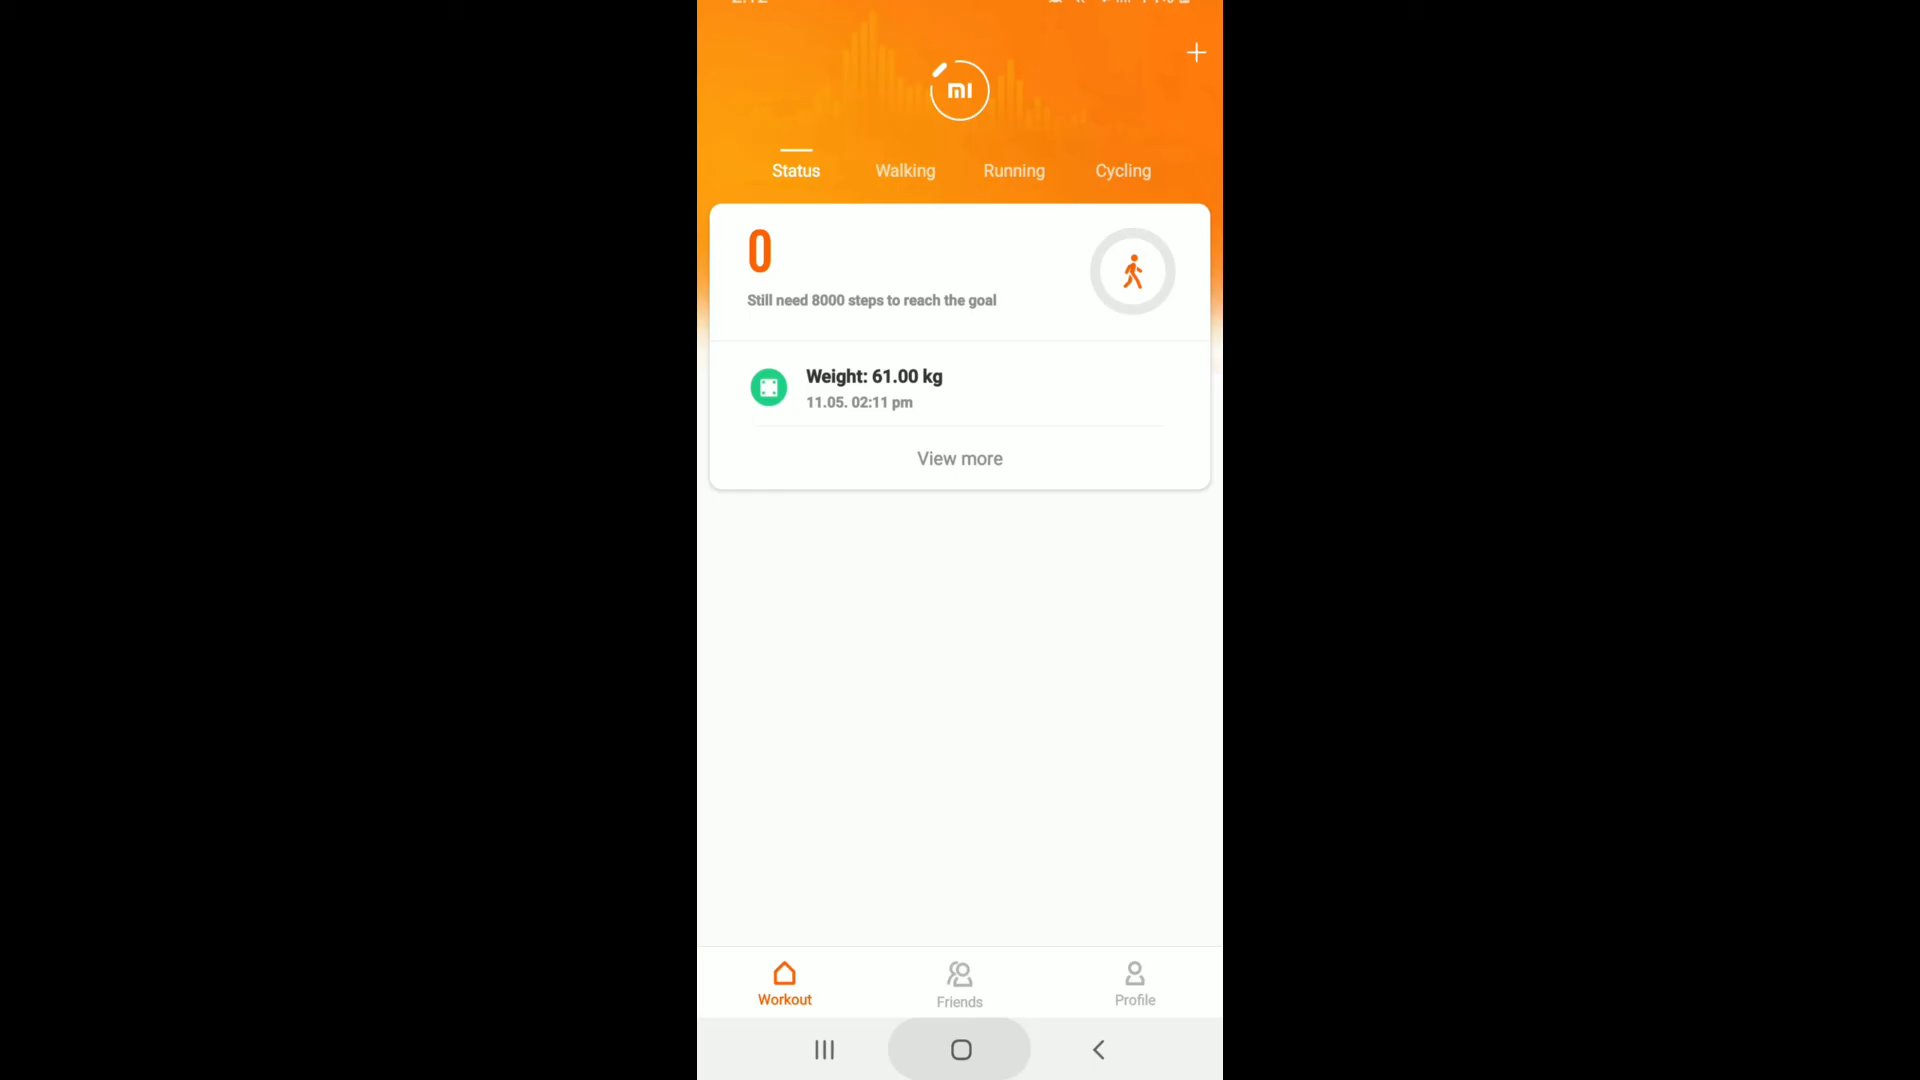 mi
Status Walking Running Cycling
0
Still need 8000 steps to reach the goal
Weight: 61.00 kg
11.05. 02:11 pm
View more
Workout Friends Profile